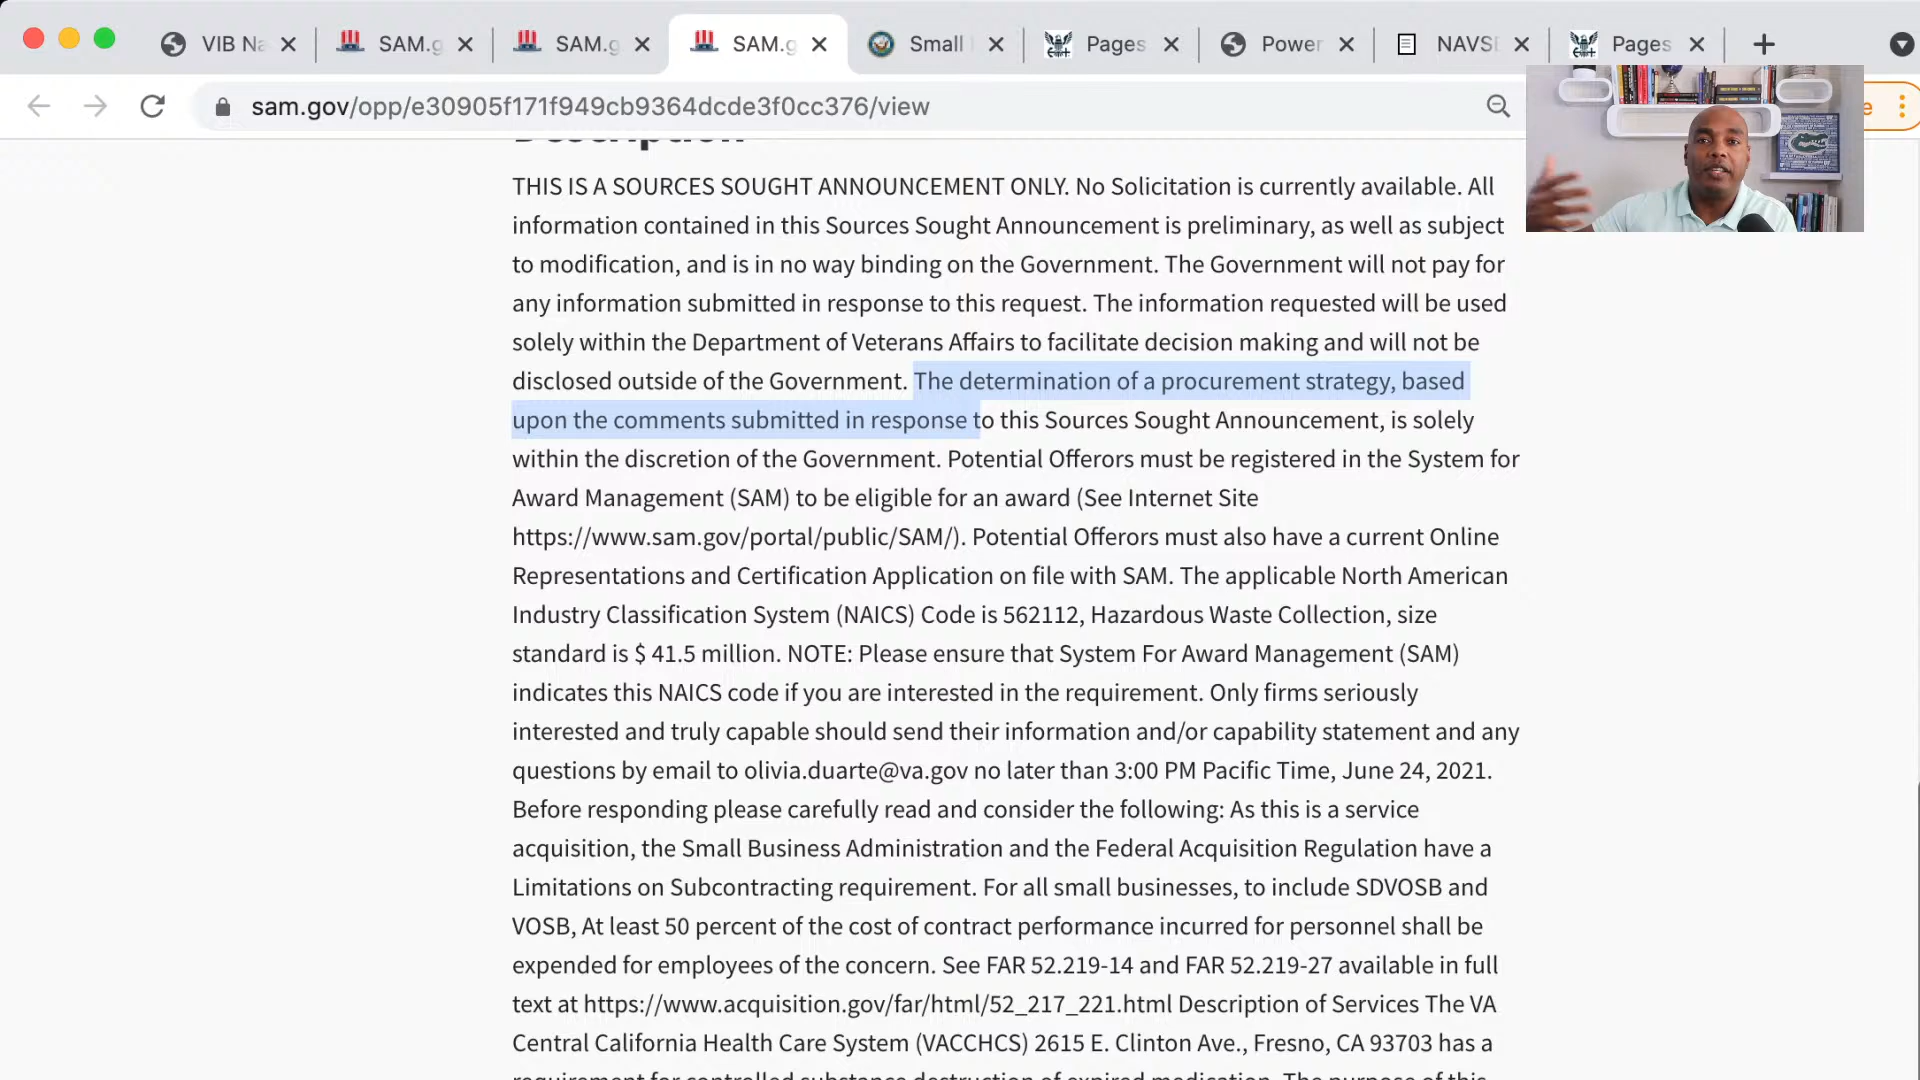 VIB Na
SAM.g
SAM.g
SAM.g
Small
Pages
Power
NAVSE
Pages
sam.gov/opp/e30905f171f949cb9364dcde3f0cc376/view
e
Description
THIS IS A SOURCES SOUGHT ANNOUNCEMENT ONLY. No Solicitation is currently available. All
information contained in this Sources Sought Announcement is preliminary, as well as subject
to modification, and is in no way binding on the Government. The Government will not pay for
any information submitted in response to this request. The information requested will be used
solely within the Department of Veterans Affairs to facilitate decision making and will not be
disclosed outside of the Government. The determination of a procurement strategy, based
upon the comments submitted in response to this Sources Sought Announcement, is solely
within the discretion of the Government. Potential Offerors must be registered in the System for
Award Management (SAM) to be eligible for an award (See Internet Site
https://www.sam.gov/portal/public/SAM/). Potential Offerors must also have a current Online
Representations and Certification Application on file with SAM. The applicable North American
Industry Classification System (NAICS) Code is 562112, Hazardous Waste Collection, size
standard is $ 41.5 million. NOTE: Please ensure that System For Award Management (SAM)
indicates this NAICS code if you are interested in the requirement. Only firms seriously
interested and truly capable should send their information and/or capability statement and any
questions by email to olivia.duarte@va.gov no later than 3:00 PM Pacific Time, June 24, 2021.
Before responding please carefully read and consider the following: As this is a service
acquisition, the Small Business Administration and the Federal Acquisition Regulation have a
Limitations on Subcontracting requirement. For all small businesses, to include SDVOSB and
VOSB, At least 50 percent of the cost of contract performance incurred for personnel shall be
expended for employees of the concern. See FAR 52.219-14 and FAR 52.219-27 available in full
text at https://www.acquisition.gov/far/html/52_217_221.html Description of Services The VA
Central California Health Care System (VACCHCS) 2615 E. Clinton Ave., Fresno, CA 93703 has a
requirement for controlled substance destruction of expired medication. The purpose of this